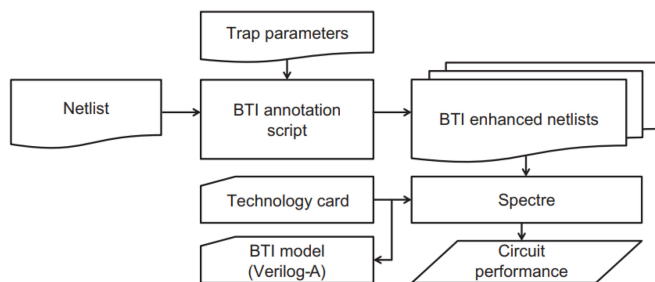 Trap parameters
Netlist
BTI annotation
script
BTI enhanced netlists
Technology card
Spectre
BTI model
(Verilog-A)
Circuit
performance